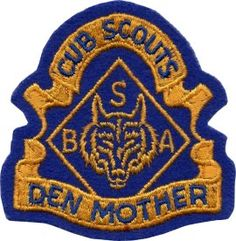 CUB SCOUTS
S
B A
DEN MOTHER